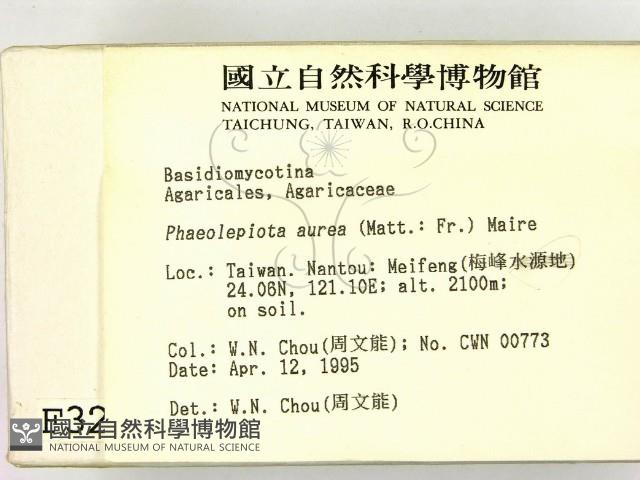 國立自然科學博物館
NATIONAL MUSEUM OF NATURAL SCIENCE
TAICHUNG, TAIWAN, R.O.CHINA
Basidiomycotina
Agaricales, Agaricaceae
Phaeolepiota aurea (Matt.: Fr.) Maire
Loc.: Taiwan. Nantou: Meifeng(梅峰水源地)
24.06N, 121.10E; alt. 2100m;
on soil.
Col.: W.N. Chou(周文能); No. CWN 00773
Date: Apr. 12, 1995
Det.: W.N. Chou(周文能)
F32
國立自然科學博物館
NATIONAL MUSEUM OF NATURAL SCIENCE